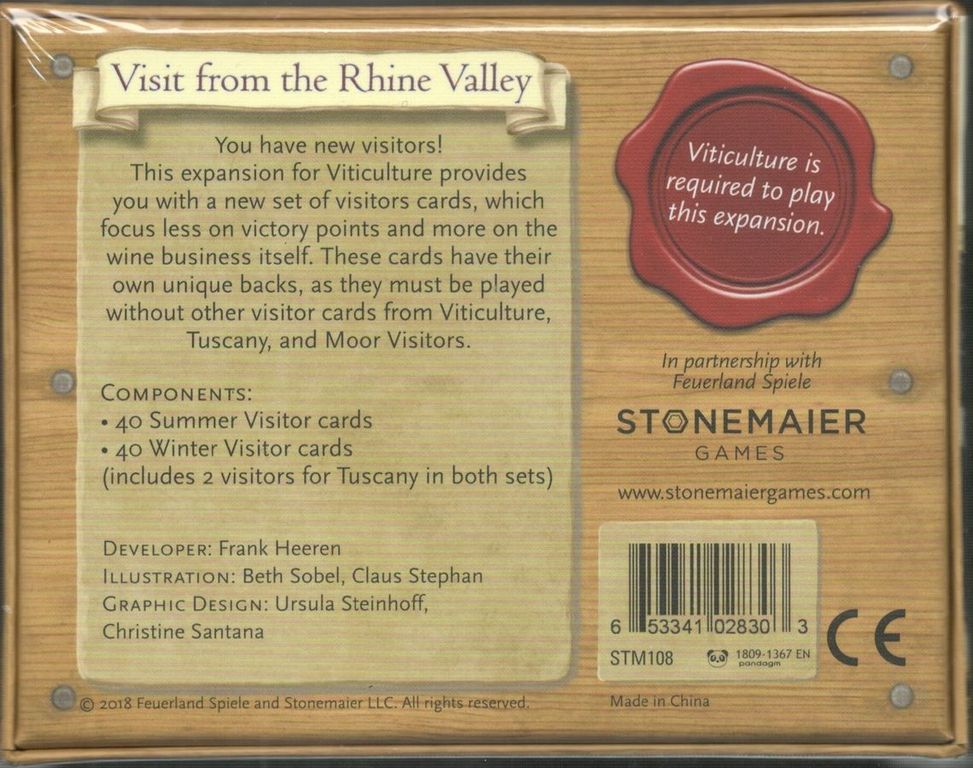 Visit from the Rhine Valley
You have new visitors!
This expansion for Viticulture provides
you with a new set of visitors cards, which
focus less on victory points and more on the
wine business itself. These cards have their
own unique backs, as they must be played
without other visitor cards from Viticulture,
Tuscany, and Moor Visitors.
COMPONENTS:
• 40 Summer Visitor cards
• 40 Winter Visitor cards
(includes 2 visitors for Tuscany in both sets)
DEVELOPER: Frank Heeren
ILLUSTRATION: Beth Sobel, Claus Stephan
GRAPHIC DESIGN: Ursula Steinhoff,
Christine Santana
© 2018 Feuerland Spiele and Stonemaier LLC. All rights reserved.
Viticulture is
required to play
this expansion.
In partnership with
Feuerland Spiele
STONEMAIER
GAMES
www.stonemaiergames.com
6 53341 02830 3
STM108
1809-1367 EN
pandagm
CE
Made in China